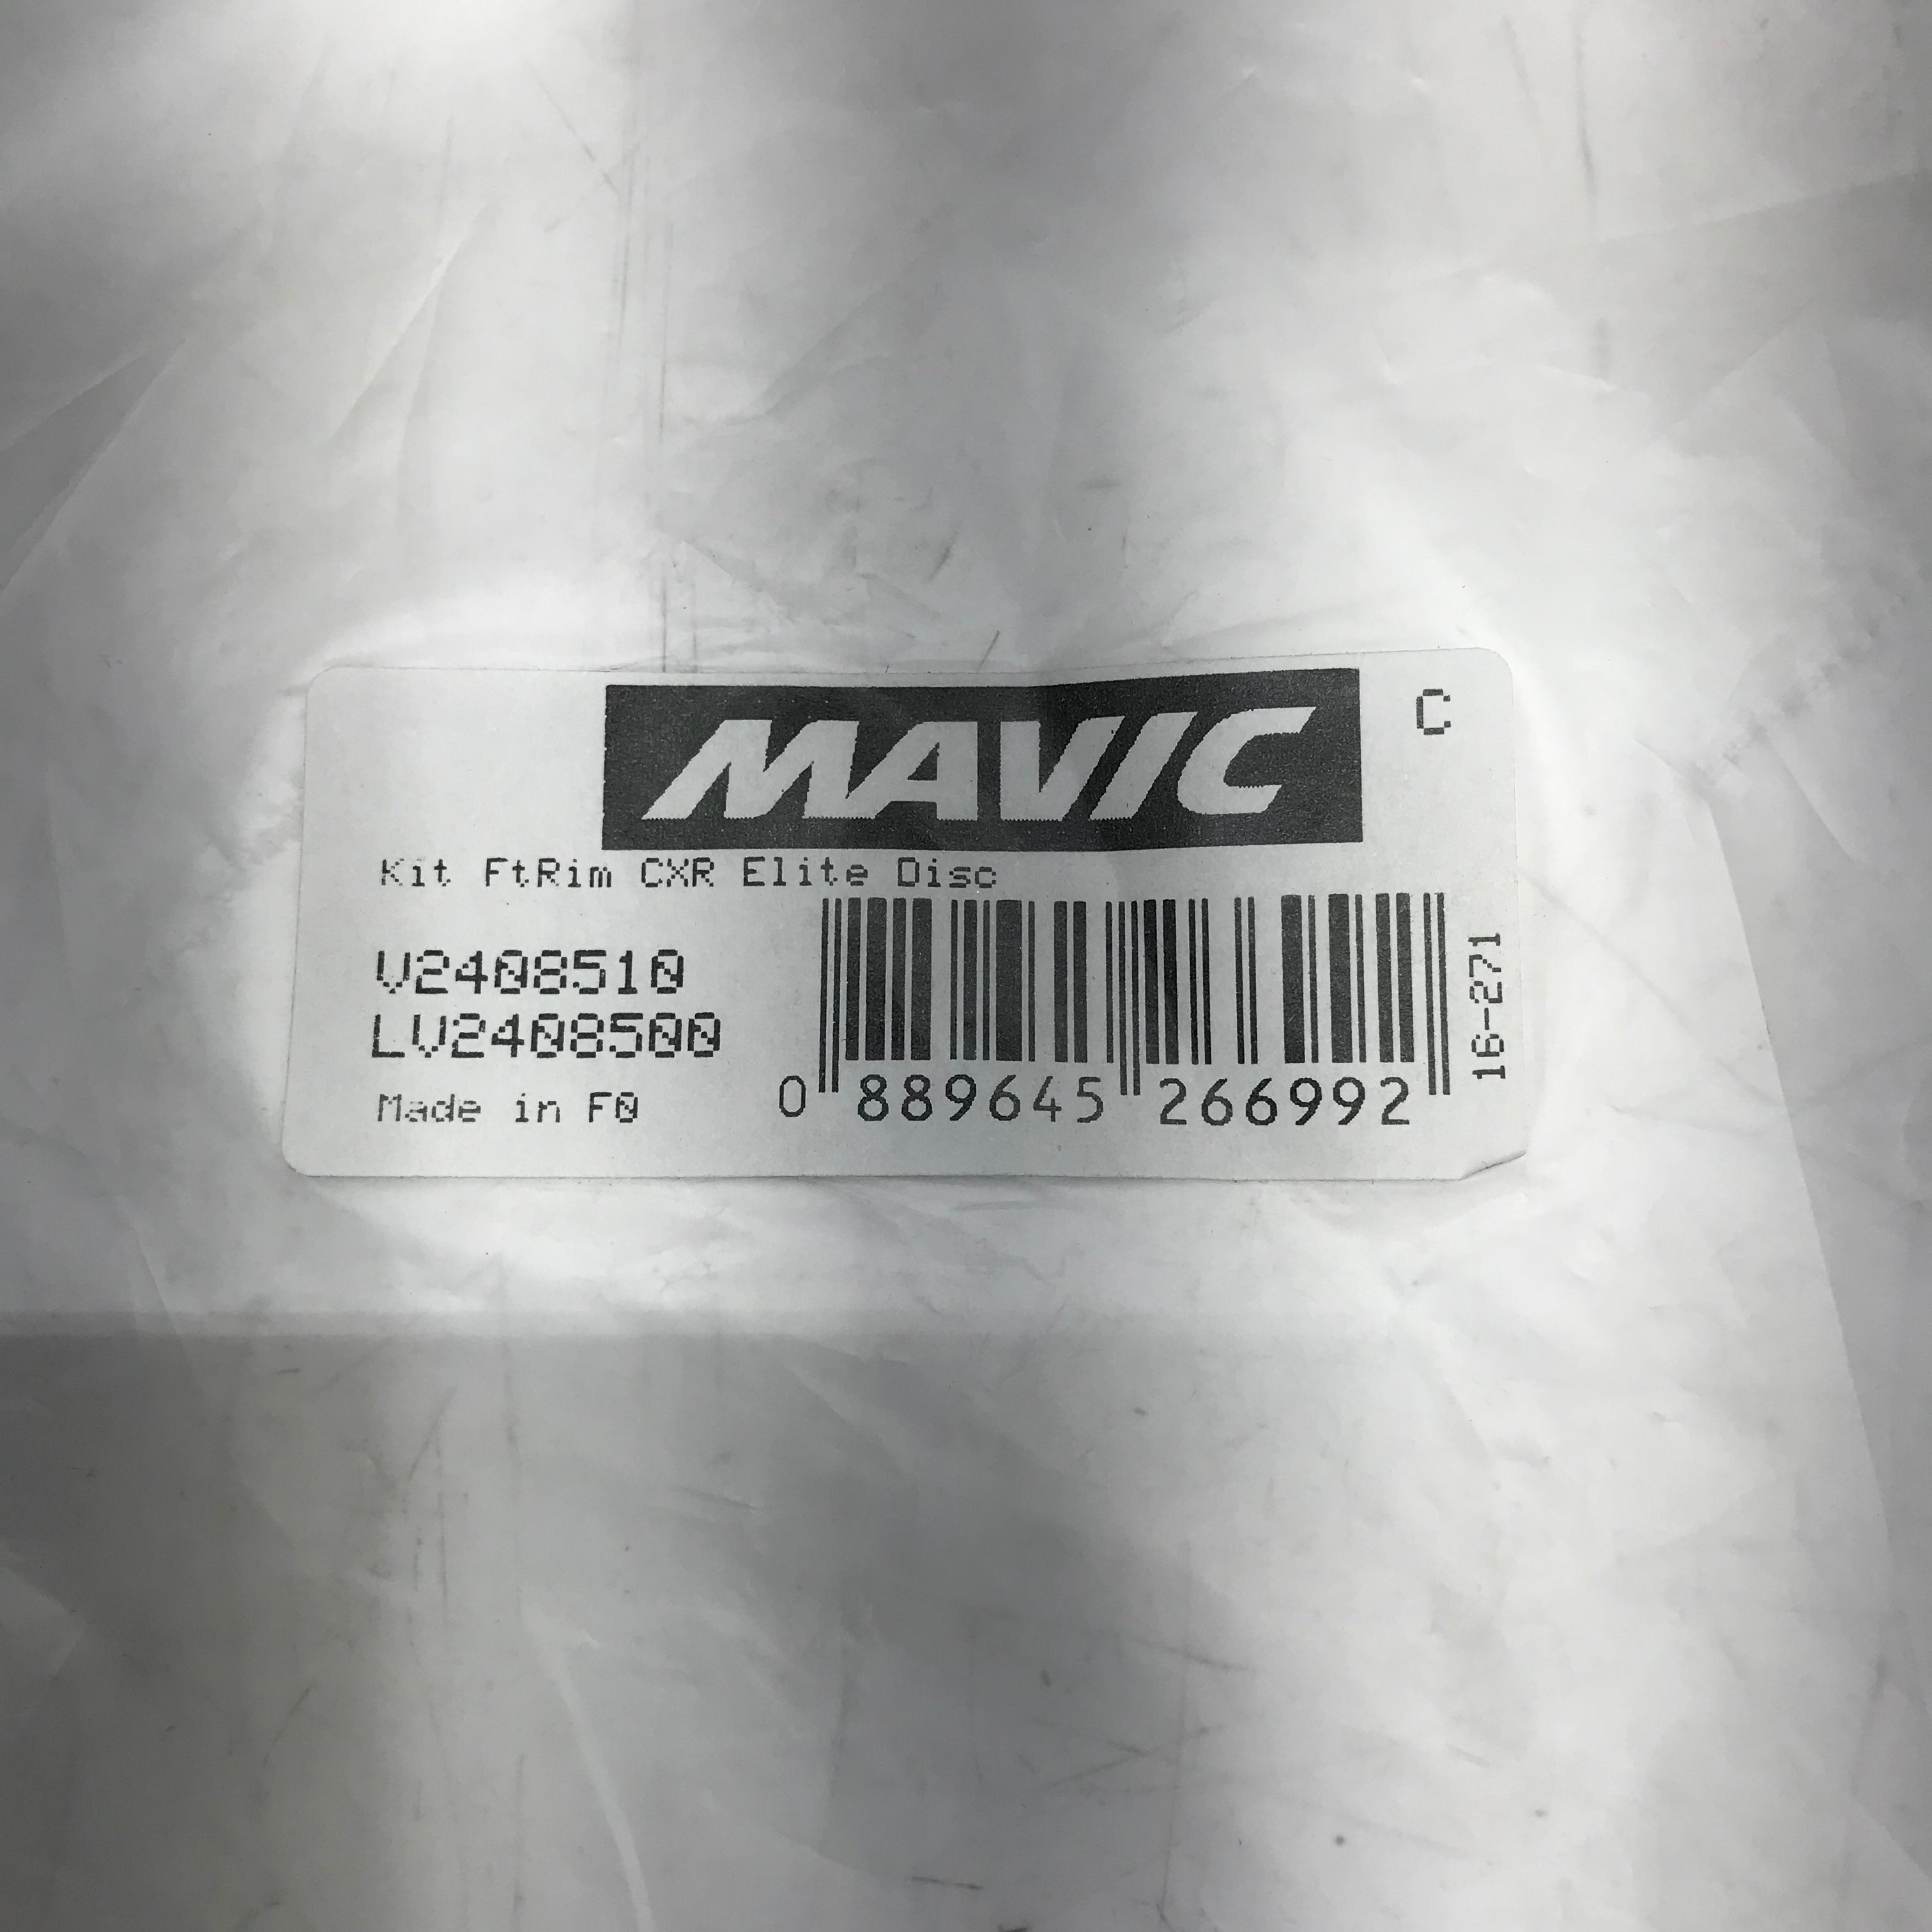 MAVIC
C
Kit FtRim CXR Elite Disc
V2408510
LV2408500
Made in F0
0 889645 266992
16-271